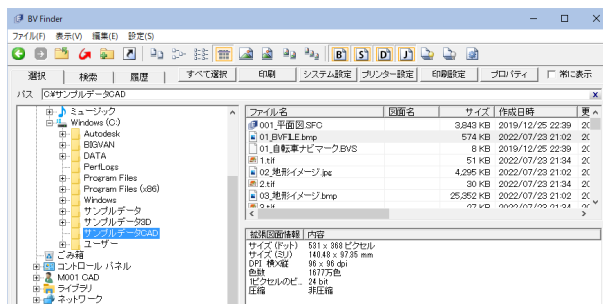 BV Finder
ファイル(F) 表示(V) 編集(E) 設定(S)
B S D J
選択 検索 履歴 すべて選択 印刷 システム設定 プリンター設定 印刷設定 プロパティ 常に表示
パス C:¥サンプルデータCAD
ミュージック
Windows (C:)
Autodesk
BIGVAN
DATA
PerfLogs
Program Files
Program Files (x86)
Windows
サンプルデータ
サンプルデータ3D
サンプルデータCAD
ユーザー
ごみ箱
コントロール パネル
M001 CAD
ライブラリ
ネットワーク
ファイル名 図面名 サイズ 作成日時 更
001_平面図.SFC 3,843 KB 2019/12/25 22:39 20
01_BVFILE.bmp 574 KB 2022/07/23 21:02 20
01_自転車ナビマーク.BVS 8 KB 2019/12/25 22:39 20
1.tif 51 KB 2022/07/23 21:34 20
02_地形イメージ.jpg 4,295 KB 2022/07/23 21:02 20
2.tif 30 KB 2022/07/23 21:34 20
03_地形イメージ.bmp 25,352 KB 2022/07/23 21:02 20
拡張図面情報 内容
サイズ (ドット) 531 x 368 ピクセル
サイズ (ミリ) 140.48 x 97.35 mm
DPI 横X縦 96 x 96 dpi
色数 1677万色
1ピクセルのビ... 24 bit
圧縮 非圧縮